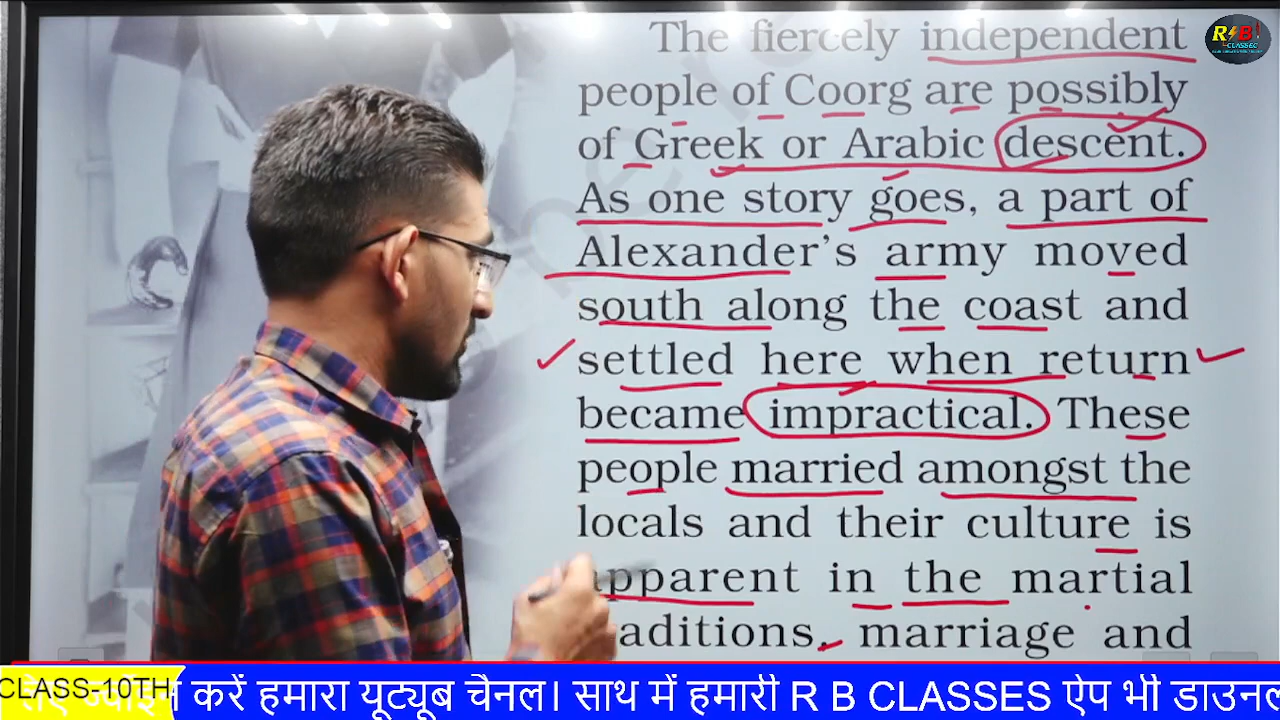 The fiercely independent
people of Coorg are possibly
of Greek or Arabic descent.
As one story goes, a part of
Alexander's army moved
south along the coast and
settled here when return
became impractical. These
people married amongst the
locals and their culture is
apparent in the martial
traditions, marriage and
R B
CLASSES
CLASS-10TH
करें हमारा यूट्यूब चैनल। साथ में हमारी R B CLASSES ऐप भी डाउनल